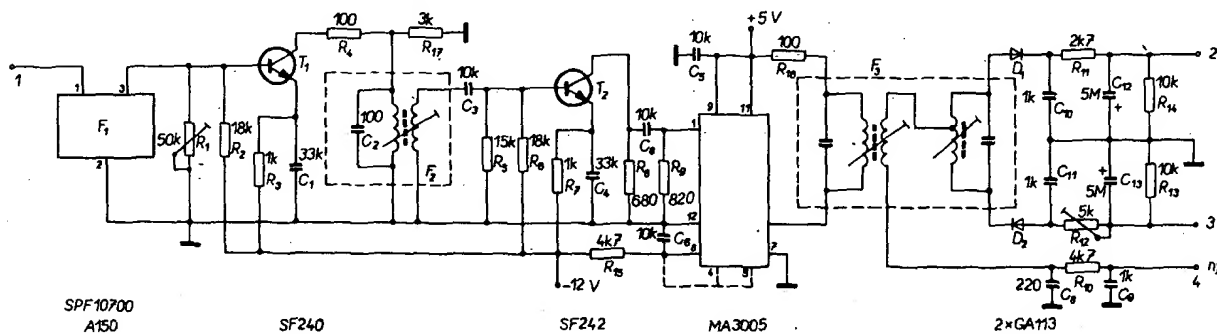 1
1
3
F1
2
50k
R1
18k
R2
1k
R3
T1
33k
C1
100
R4
3k
R17
100
C2
F2
10k
C3
15k
R5
18k
R6
1k
R7
T2
33k
C4
10k
C6
R8
680
R9
820
10k
C6
4k7
R15
-12 V
10k
C5
+5 V
100
R16
9
11
1
12
8
4
7
F3
D1
D2
1k
C10
1k
C11
2k7
R11
C12
5M
+
10k
R14
+
5M
C13
10k
R13
5k
R12
4k7
R10
220
C8
1k
C9
2
3
4
SPF10700
A150
SF240
SF242
MA3005
2×GA113